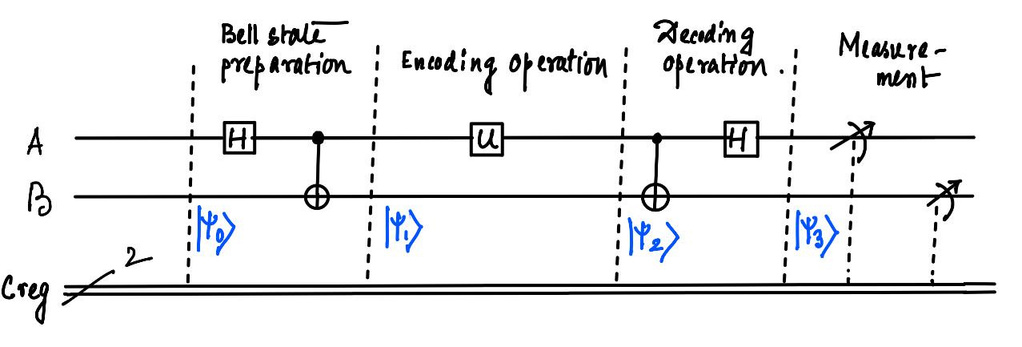 Bell state
preparation
Encoding operation
Decoding
operation.
Measure-
ment
A
H
U
H
B
|Ψ₀⟩
|Ψ₁⟩
|Ψ₂⟩
|Ψ₃⟩
2
Creg